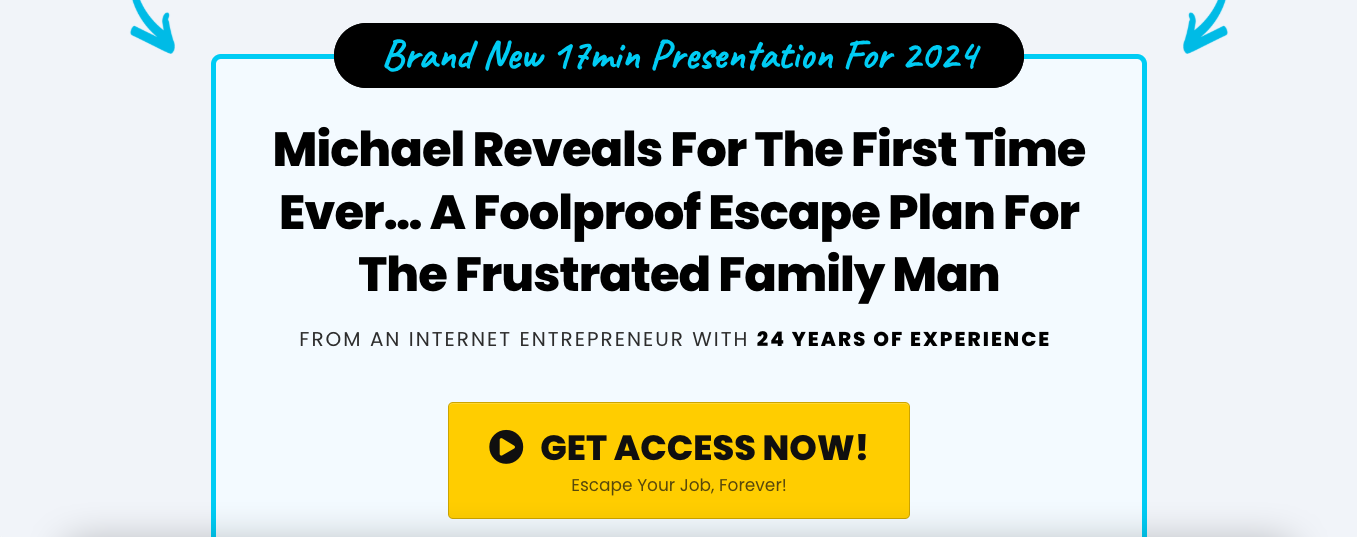 Brand New 17min Presentation For 2024
Michael Reveals For The First Time
Ever... A Foolproof Escape Plan For
The Frustrated Family Man
FROM AN INTERNET ENTREPRENEUR WITH 24 YEARS OF EXPERIENCE
GET ACCESS NOW!
Escape Your Job, Forever!